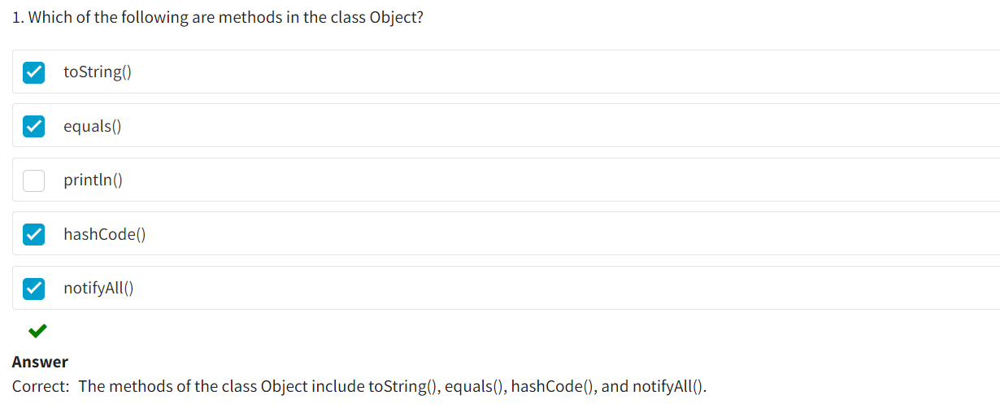 1. Which of the following are methods in the class Object?
toString()
equals()
println()
hashCode()
notifyAll()
Answer
Correct:  The methods of the class Object include toString(), equals(), hashCode(), and notifyAll().